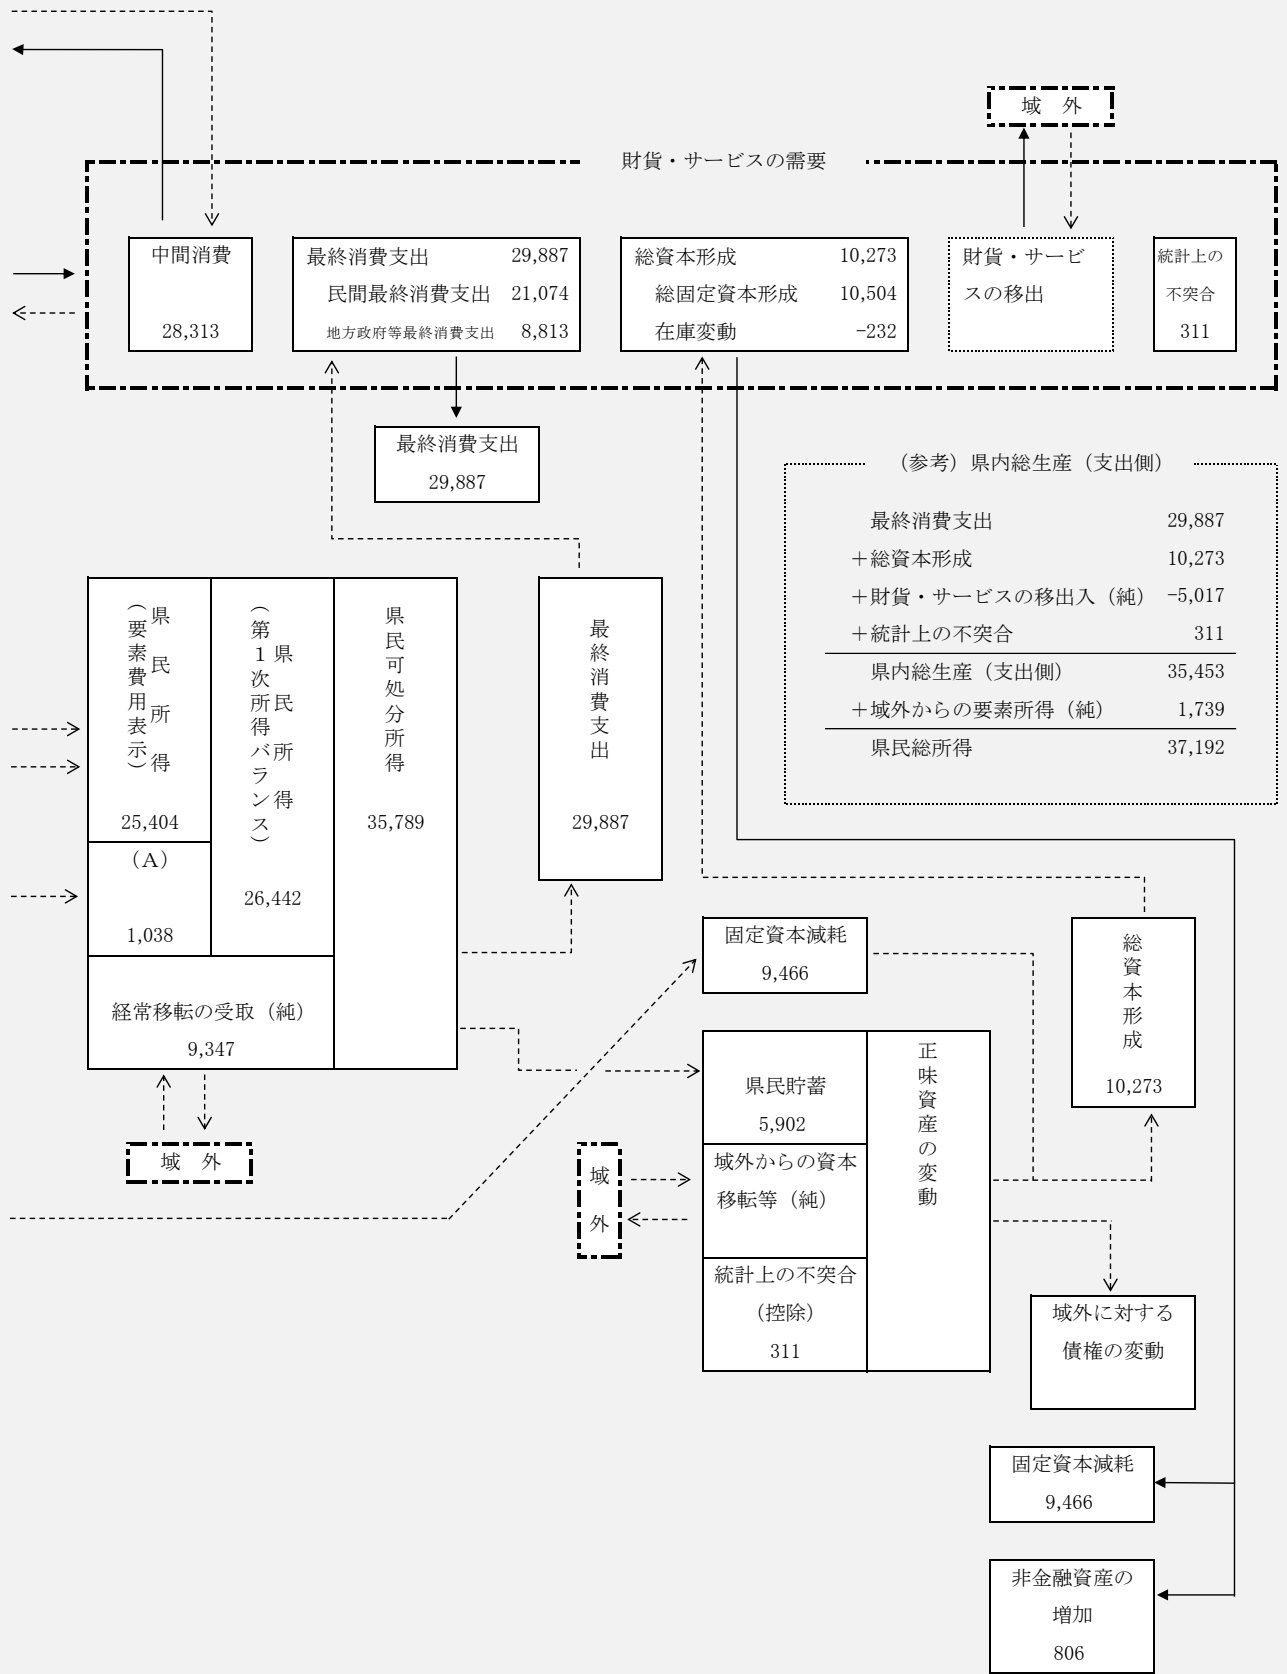 域　外
財貨・サービスの需要
中間消費
28,313
最終消費支出 29,887
民間最終消費支出 21,074
地方政府等最終消費支出 8,813
総資本形成 10,273
総固定資本形成 10,504
在庫変動 -232
財貨・サービ
スの移出
統計上の
不突合
311
最終消費支出
29,887
（参考）県内総生産（支出側）
最終消費支出 29,887
＋総資本形成 10,273
＋財貨・サービスの移出入（純） -5,017
＋統計上の不突合 311
県内総生産（支出側） 35,453
＋域外からの要素所得（純） 1,739
県民総所得 37,192
県民所得
（要素費用表示）
25,404
（A）
1,038
県民所得
（第１次所得バランス）
26,442
県民可処分所得
35,789
経常移転の受取（純）
9,347
域　外
最終消費支出
29,887
固定資本減耗
9,466
総資本形成
10,273
県民貯蓄
5,902
域外からの資本
移転等（純）
統計上の不突合
（控除）
311
正味資産の変動
域外
域外に対する
債権の変動
固定資本減耗
9,466
非金融資産の
増加
806